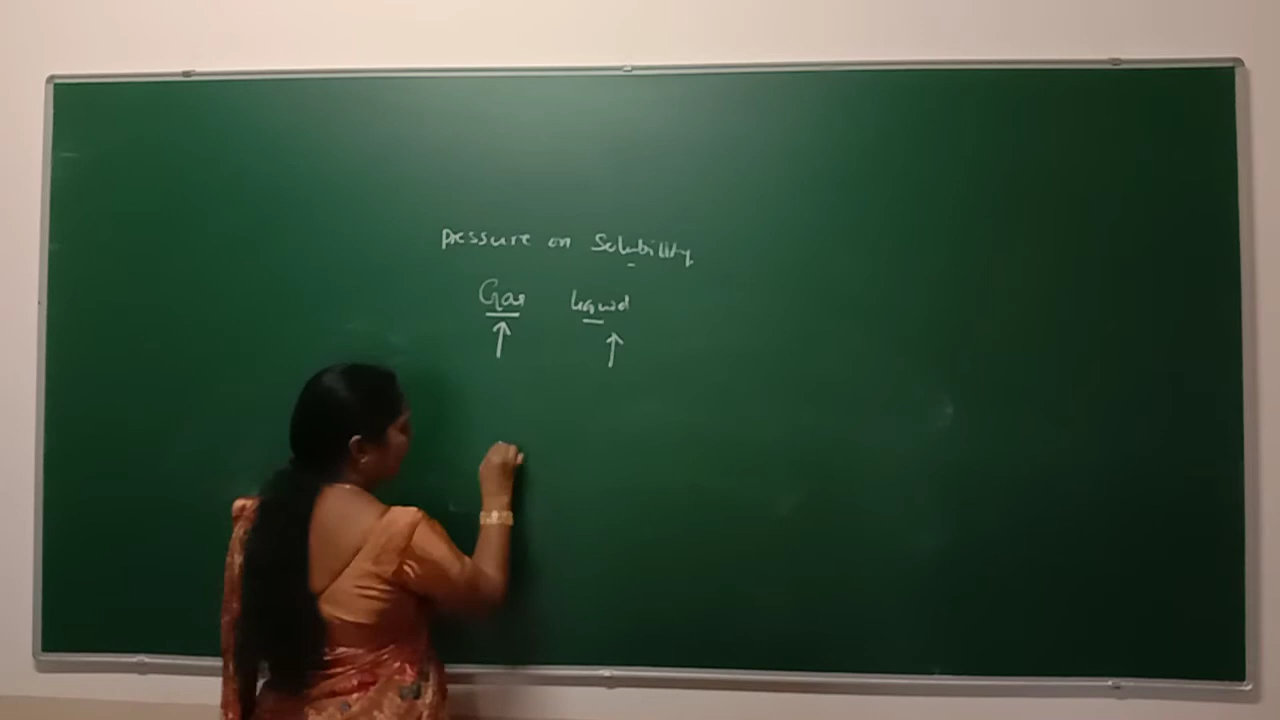 Pressure on Solubility
Gas liquid
↑ ↑